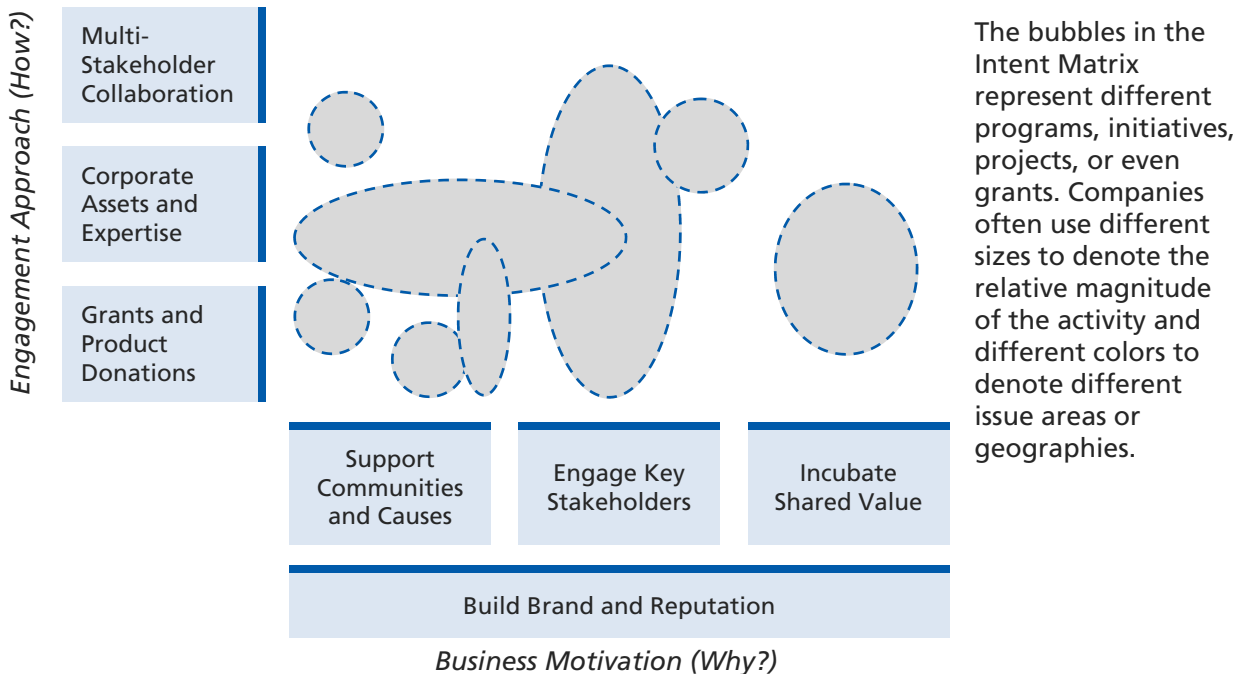 Engagement Approach (How?)
Multi-
Stakeholder
Collaboration
Corporate
Assets and
Expertise
Grants and
Product
Donations
Support
Communities
and Causes
Engage Key
Stakeholders
Incubate
Shared Value
Build Brand and Reputation
Business Motivation (Why?)
The bubbles in the
Intent Matrix
represent different
programs, initiatives,
projects, or even
grants. Companies
often use different
sizes to denote the
relative magnitude
of the activity and
different colors to
denote different
issue areas or
geographies.